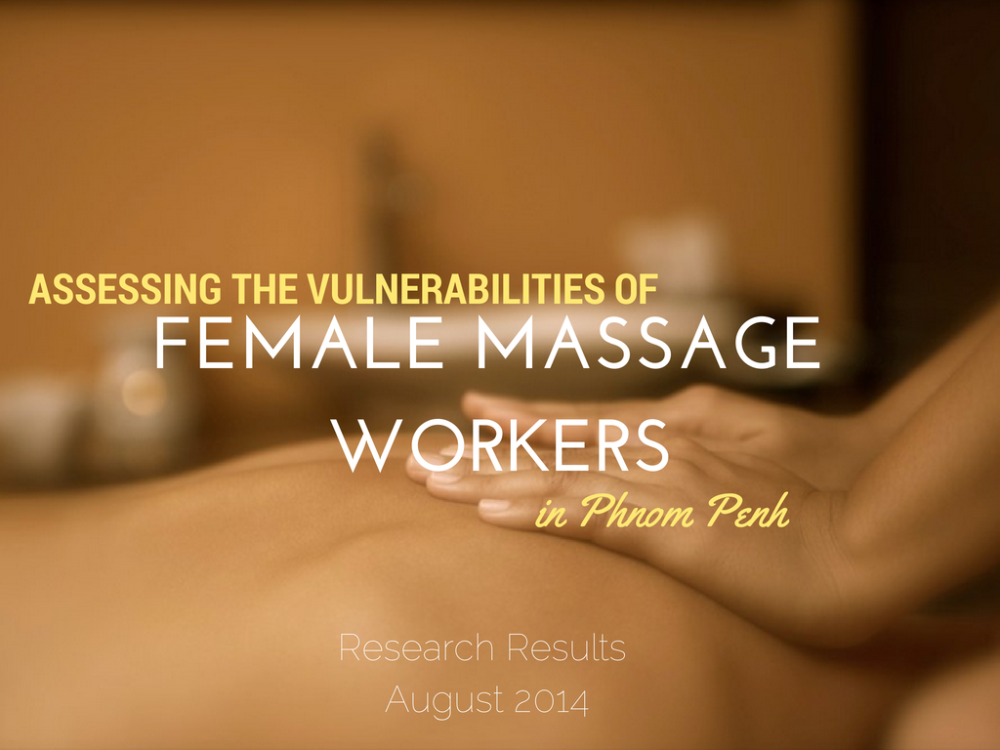 ASSESSING THE VULNERABILITIES OF
FEMALE MASSAGE
WORKERS
in Phnom Penh
Research Results
August 2014